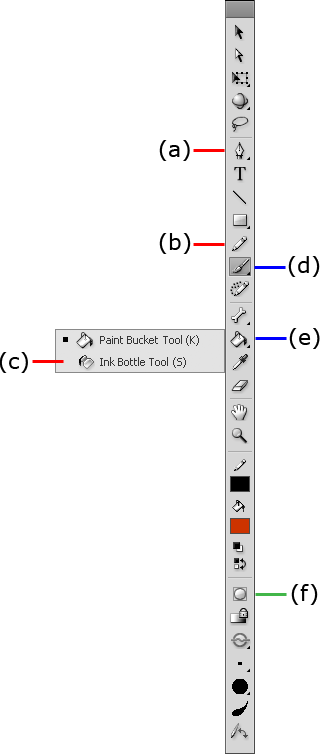 (a)
T
(b)
(d)
(e)
Paint Bucket Tool (K)
(c)
Ink Bottle Tool (S)
(f)